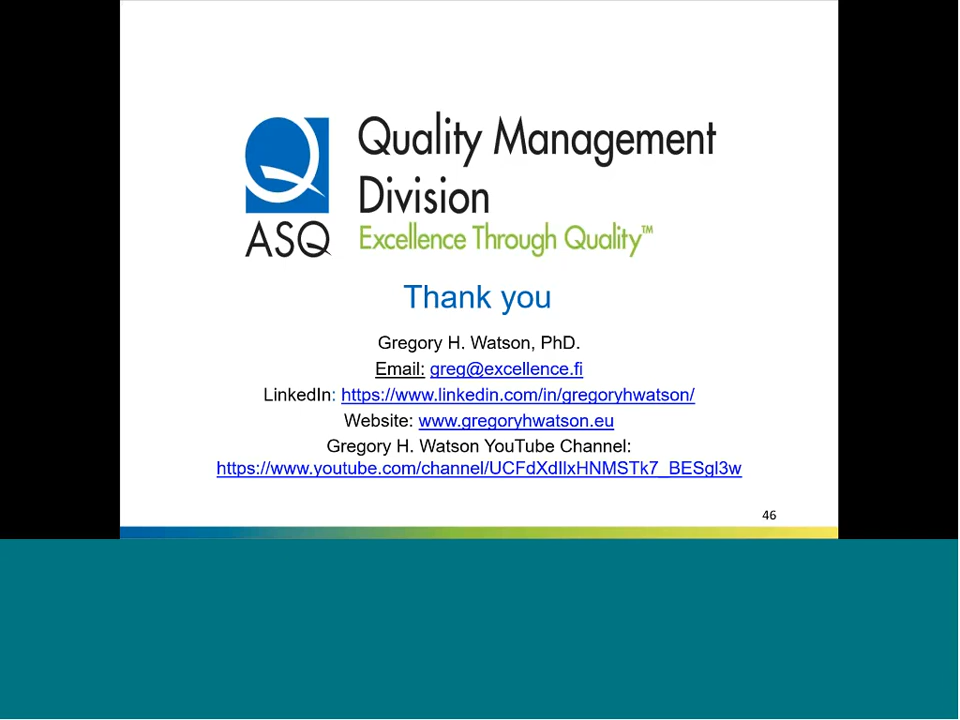 Quality Management
Division
ASQ
Excellence Through Quality™
Thank you
Gregory H. Watson, PhD.
Email: greg@excellence.fi
LinkedIn: https://www.linkedin.com/in/gregoryhwatson/
Website: www.gregoryhwatson.eu
Gregory H. Watson YouTube Channel:
https://www.youtube.com/channel/UCFdXdIlxHNMSTk7_BESgl3w
46